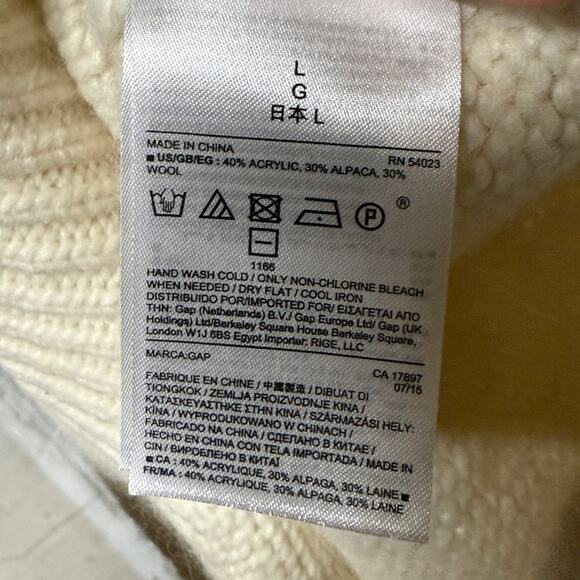 L
G
日本 L
MADE IN CHINA RN 54023
■ US/GB/EG : 40% ACRYLIC, 30% ALPACA, 30%
WOOL
P ®
1166
HAND WASH COLD / ONLY NON-CHLORINE BLEACH
WHEN NEEDED / DRY FLAT / COOL IRON
DISTRIBUIDO POR/IMPORTED FOR/ ΕΙΣΑΓΕΤΑΙ ΑΠΟ
ΤΗΝ: Gap (Netherlands) B.V./ Gap Europe Ltd/ Gap (UK
Holdings) Ltd/Berkeley Square House Berkeley Square,
London W1J 6BS Egypt Importer: RIGE, LLC
MARCA:GAP CA 17897
07/15
FABRIQUE EN CHINE / 中國製造 / DIBUAT DI
TIONGKOK / ZEMLJA PROIZVODNJE KINA /
ΚΑΤΑΣΚΕΥΑΣΤΗΚΕ ΣΤΗΝ ΚΙΝΑ / SZÁRMAZÁSI HELY:
KÍNA / WYPRODUKOWANO W CHINACH /
FABRICADO NA CHINA / СДЕЛАНО В КИТАЕ /
HECHO EN CHINA CON TELA IMPORTADA / MADE IN
CIN / ВИРОБЛЕНО В КИТАЇ
■ CA : 40% ACRYLIQUE, 30% ALPAGA, 30% LAINE ■
FR/MA : 40% ACRYLIQUE, 30% ALPAGA, 30% LAINE